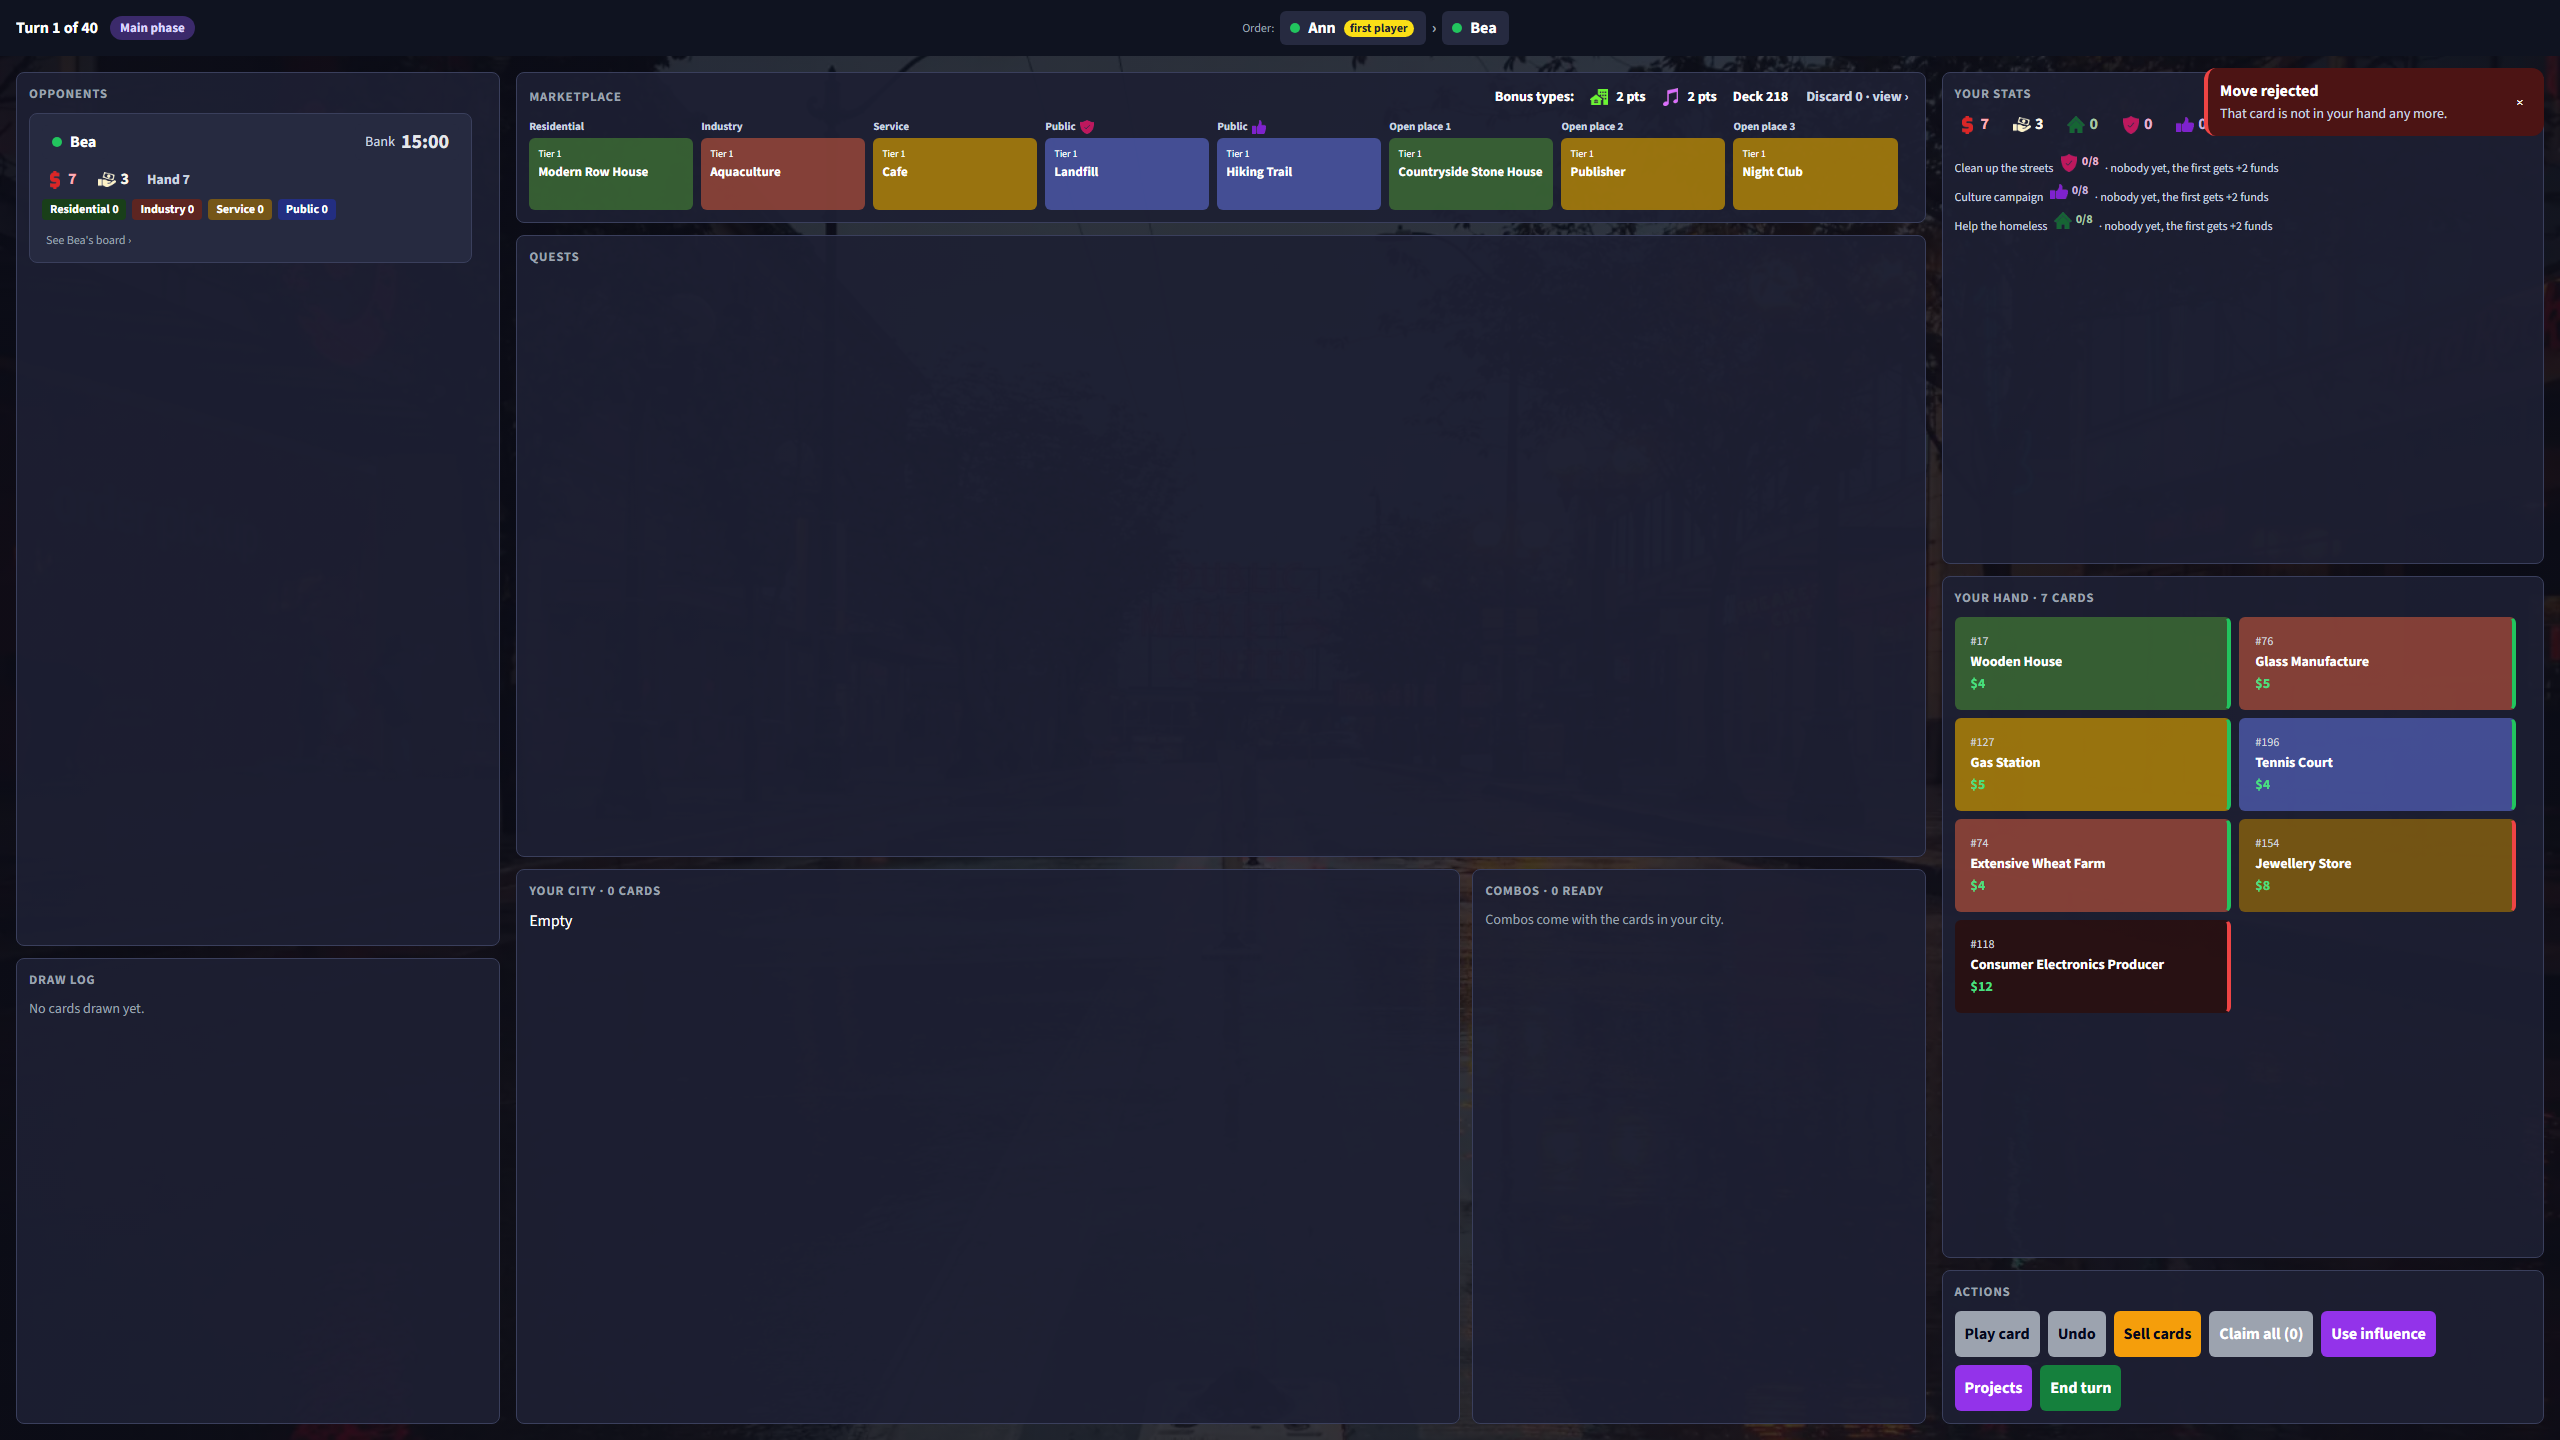 Turn 1 of 40 Main phase
Order: Ann first player › Bea
OPPONENTS
Bea Bank 15:00
7 3 Hand 7
Residential 0 Industry 0 Service 0 Public 0
See Bea's board ›
DRAW LOG
No cards drawn yet.
MARKETPLACE
Bonus types: 2 pts 2 pts Deck 218 Discard 0 · view ›
Residential Industry Service Public Public Open place 1 Open place 2 Open place 3
Tier 1 Tier 1 Tier 1 Tier 1 Tier 1 Tier 1 Tier 1 Tier 1
Modern Row House Aquaculture Cafe Landfill Hiking Trail Countryside Stone House Publisher Night Club
QUESTS
YOUR CITY · 0 CARDS
Empty
COMBOS · 0 READY
Combos come with the cards in your city.
YOUR STATS
7 3 0 0 0
Move rejected
That card is not in your hand any more.
×
Clean up the streets 0/8 · nobody yet, the first gets +2 funds
Culture campaign 0/8 · nobody yet, the first gets +2 funds
Help the homeless 0/8 · nobody yet, the first gets +2 funds
YOUR HAND · 7 CARDS
#17
Wooden House
$4
#76
Glass Manufacture
$5
#127
Gas Station
$5
#196
Tennis Court
$4
#74
Extensive Wheat Farm
$4
#154
Jewellery Store
$8
#118
Consumer Electronics Producer
$12
ACTIONS
Play card Undo Sell cards Claim all (0) Use influence
Projects End turn